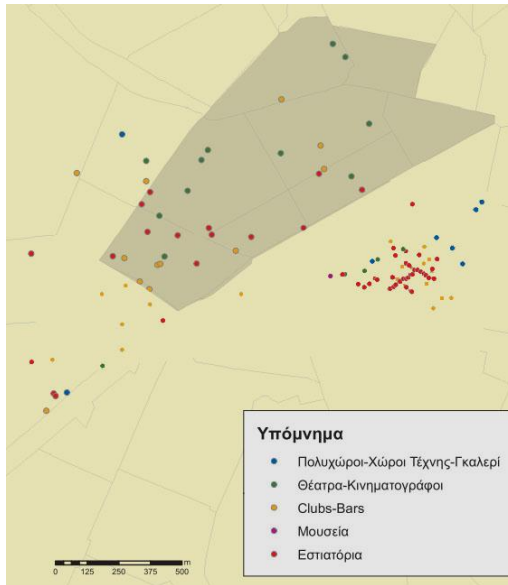 Υπόμνημα
Πολυχώροι-Χώροι Τέχνης-Γκαλερί
Θέατρα-Κινηματογράφοι
Clubs-Bars
Μουσεία
Εστιατόρια
m
0 125 250 375 500